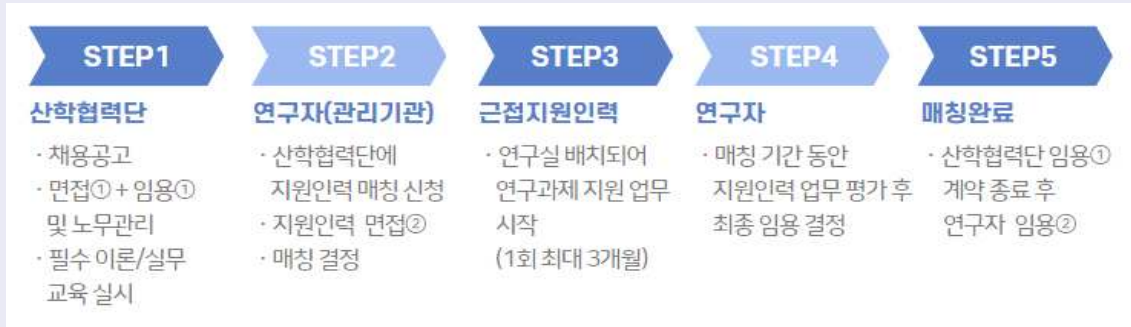 STEP1
산학협력단
· 채용공고
· 면접① + 임용①
및 노무관리
· 필수 이론/실무
교육 실시
STEP2
연구자(관리기관)
· 산학협력단에
지원인력 매칭 신청
· 지원인력 면접②
· 매칭 결정
STEP3
근접지원인력
· 연구실 배치되어
연구과제 지원 업무
시작
(1회 최대 3개월)
STEP4
연구자
· 매칭 기간 동안
지원인력 업무 평가 후
최종 임용 결정
STEP5
매칭완료
· 산학협력단 임용①
계약 종료 후
연구자 임용②